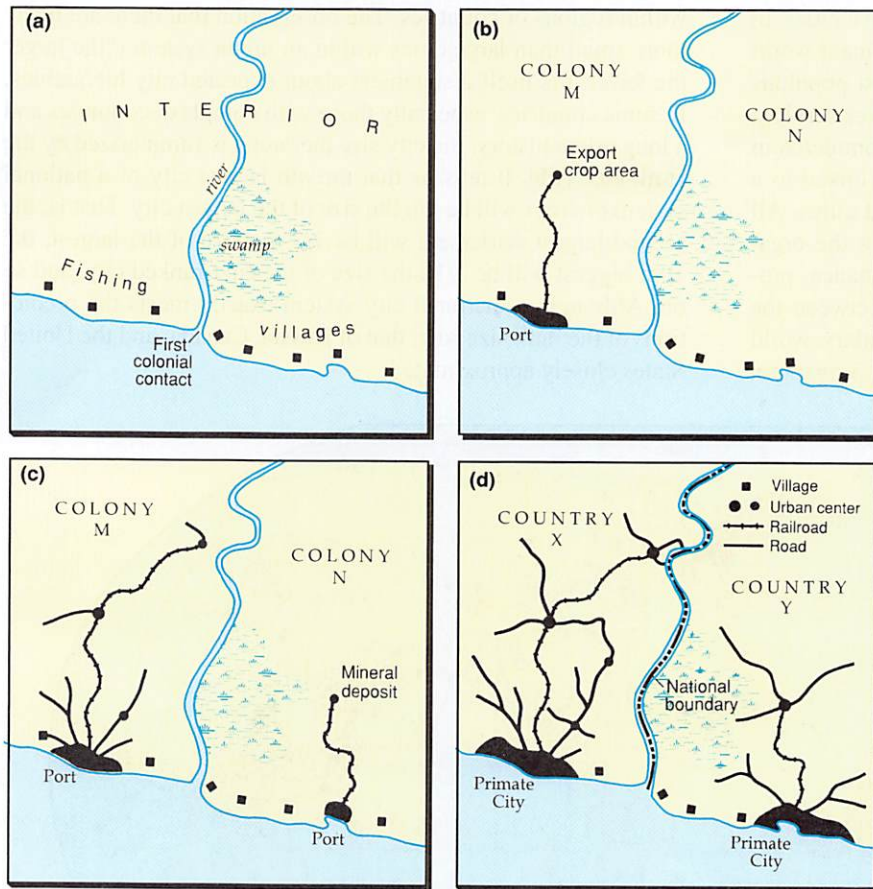 (a)
NTERIOR
river
swamp
Fishing
villages
First
colonial
contact
(b)
COLONY
M
COLONY
N
Export
crop area
Port
(c)
COLONY
M
COLONY
N
Mineral
deposit
Port
Port
(d)
Village
Urban center
Railroad
Road
COUNTRY
X
COUNTRY
Y
National
boundary
Primate
City
Primate
City